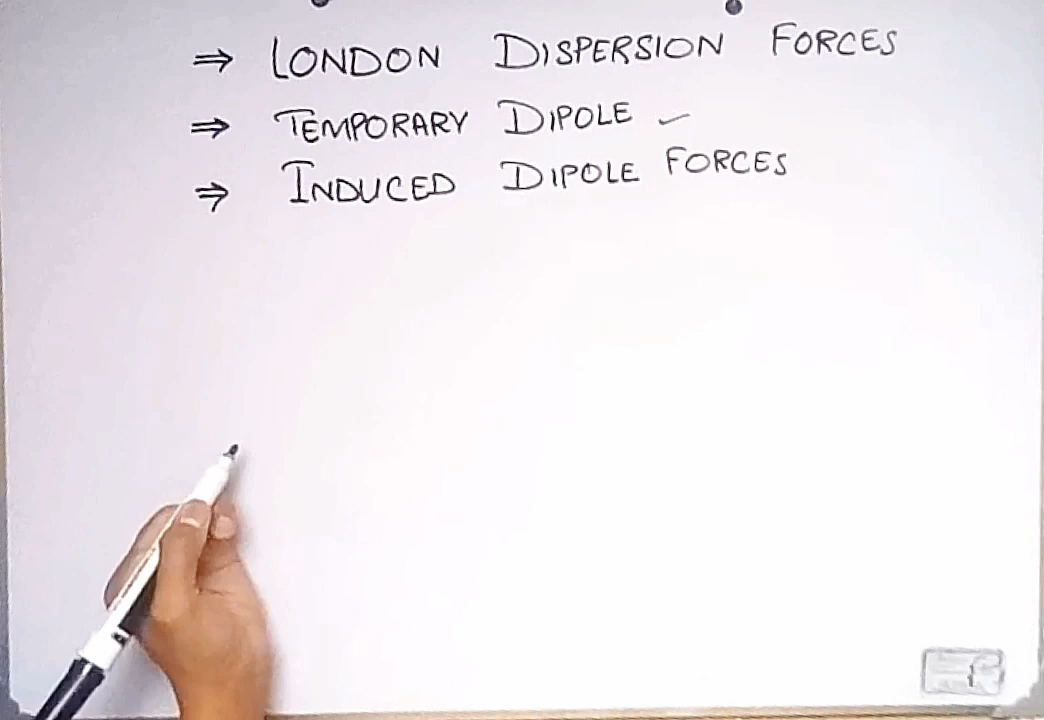 ⇒ LONDON DISPERSION FORCES
⇒ TEMPORARY DIPOLE
⇒ INDUCED DIPOLE FORCES